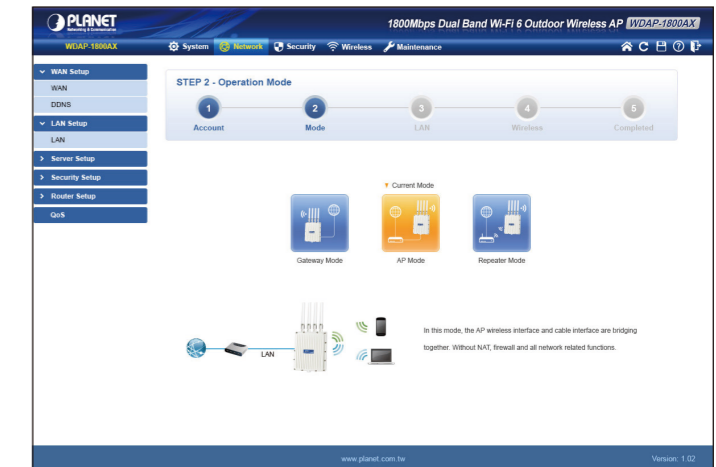 PLANET
Networking & Communication
1800Mbps Dual Band Wi-Fi 6 Outdoor Wireless AP WDAP-1800AX
WDAP-1800AX
System Network Security Wireless Maintenance
WAN Setup
WAN
DDNS
LAN Setup
LAN
Server Setup
Security Setup
Router Setup
QoS
STEP 2 - Operation Mode
1 2 3 4 5
Account Mode LAN Wireless Completed
Current Mode
Gateway Mode AP Mode Repeater Mode
LAN
In this mode, the AP wireless interface and cable interface are bridging
together. Without NAT, firewall and all network related functions.
www.planet.com.tw Version: 1.02